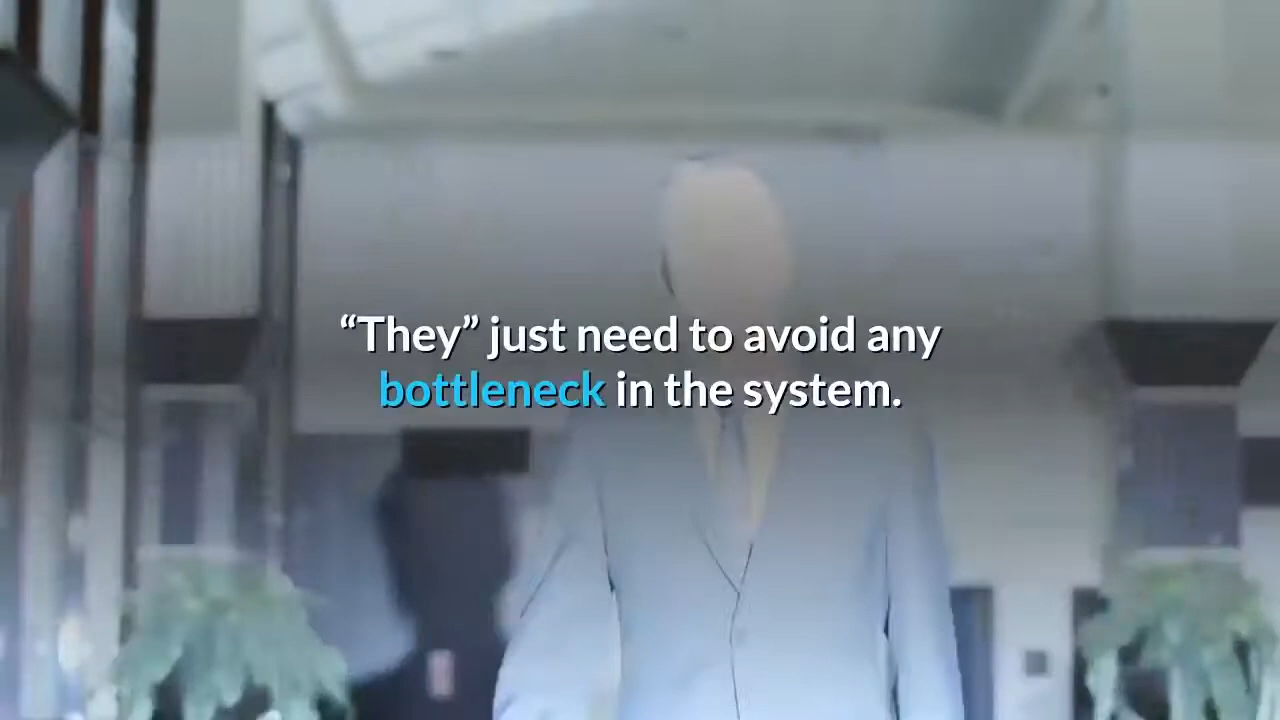 “They” just need to avoid any
bottleneck in the system.